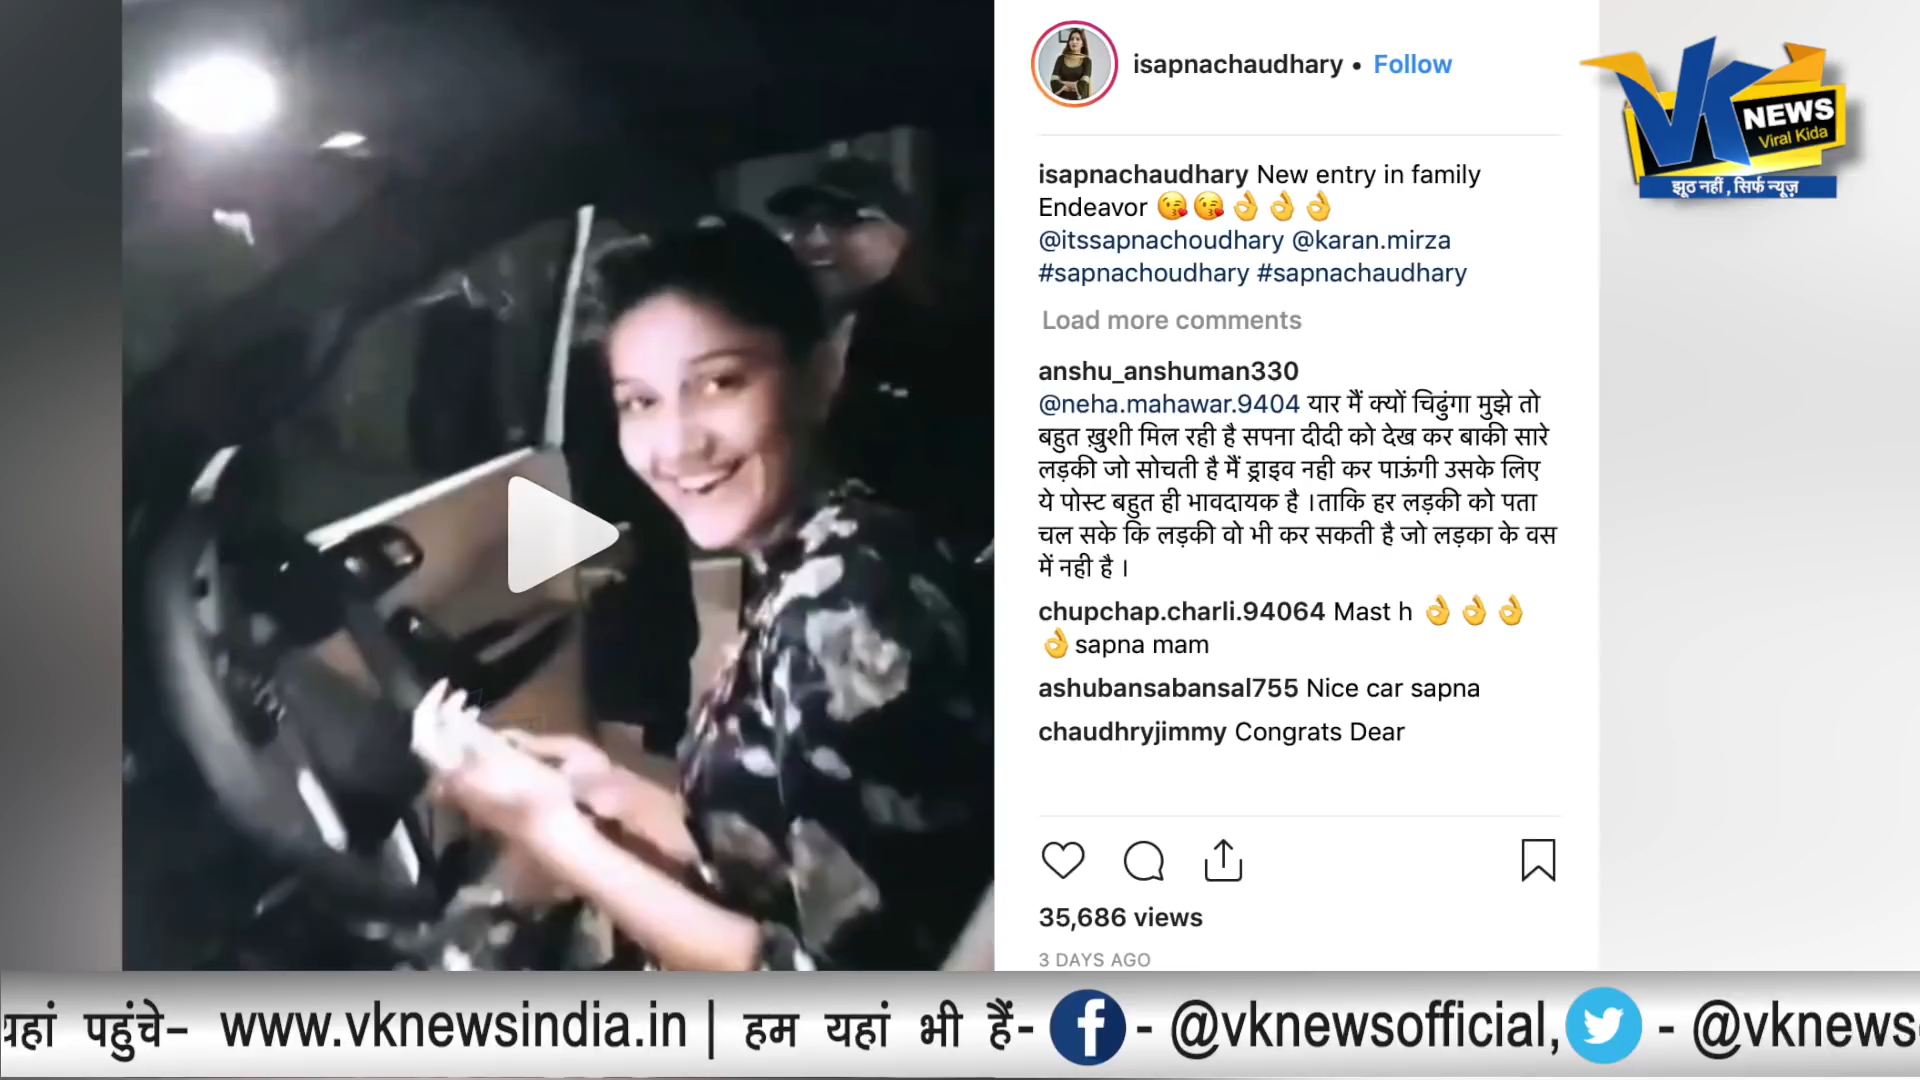 isapnachaudhary • Follow
isapnachaudhary New entry in family
Endeavor 😘😘👌👌👌
@itssapnachoudhary @karan.mirza
#sapnachoudhary #sapnachaudhary
Load more comments
anshu_anshuman330
@neha.mahawar.9404 यार मैं क्यों चिढुंगा मुझे तो
बहुत ख़ुशी मिल रही है सपना दीदी को देख कर बाकी सारे
लड़की जो सोचती है मैं ड्राइव नही कर पाऊंगी उसके लिए
ये पोस्ट बहुत ही भावदायक है ।ताकि हर लड़की को पता
चल सके कि लड़की वो भी कर सकती है जो लड़का के वस
में नही है ।
chupchap.charli.94064 Mast h 👌👌👌
👌sapna mam
ashubansabansal755 Nice car sapna
chaudhryjimmy Congrats Dear
35,686 views
3 DAYS AGO
VK NEWS
Viral Kida
झूठ नहीं, सिर्फ न्यूज़
यहां पहुंचे- www.vknewsindia.in | हम यहां भी हैं- f - @vknewsofficial, - @vknews